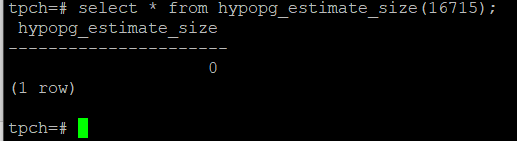 tpch=# select * from hypopg_estimate_size(16715);
 hypopg_estimate_size
----------------------
                    0
(1 row)
tpch=#